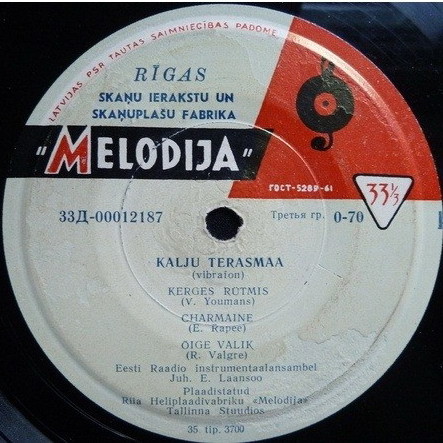 LATVIJAS PSR TAUTAS SAIMNIECĪBAS PADOME
RĪGAS
SKAŅU IERAKSTU UN
SKAŅUPLAŠU FABRIKA
"MELODIJA"
ГОСТ-5289-61
33⅓
33Д-00012187
Третья гр. 0-70
KALJU TERASMAA
(vibrafon)
KERGES RÜTMIS
(V. Youmans)
CHARMAINE
(E. Rapee)
ÕIGE VALIK
(R. Valgre)
Eesti Raadio instrumentaalansambel
Juh. E. Laansoo
Plaadistatud
Riia Heliplaadivabriku «Melodija»
Tallinna Stuudios
35 tip. 3700